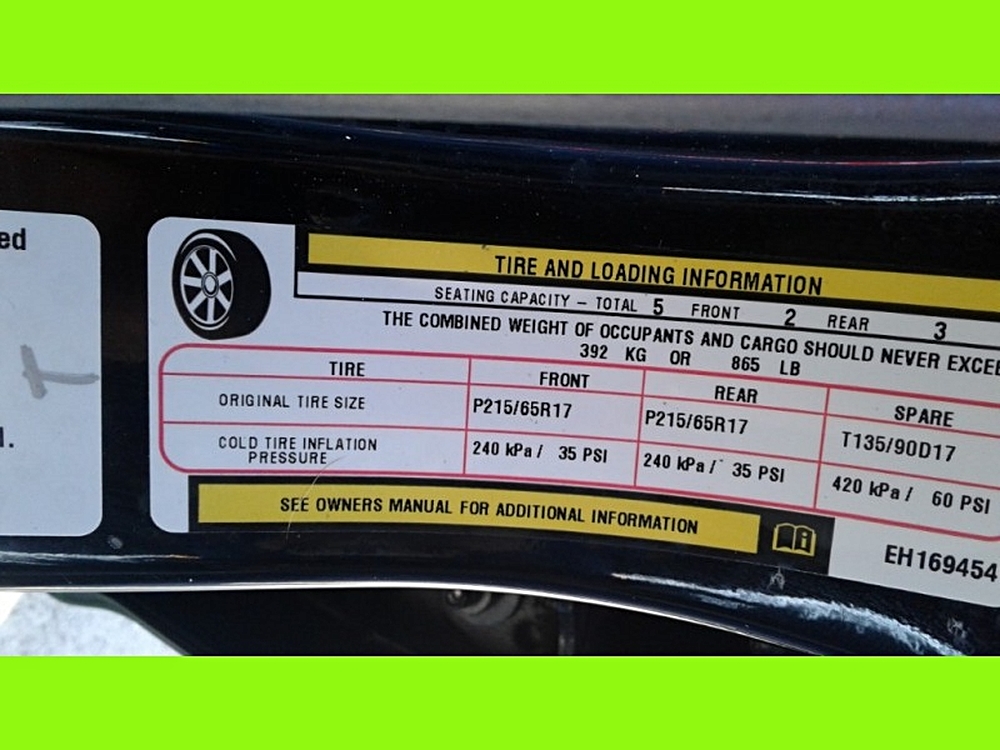 ed
.
TIRE AND LOADING INFORMATION
SEATING CAPACITY – TOTAL 5 FRONT 2 REAR 3
THE COMBINED WEIGHT OF OCCUPANTS AND CARGO SHOULD NEVER EXCEE
392 KG OR 865 LB
TIRE FRONT REAR SPARE
ORIGINAL TIRE SIZE P215/65R17 P215/65R17 T135/90D17
COLD TIRE INFLATION PRESSURE 240 kPa / 35 PSI 240 kPa / 35 PSI 420 kPa / 60 PSI
SEE OWNERS MANUAL FOR ADDITIONAL INFORMATION
EH169454